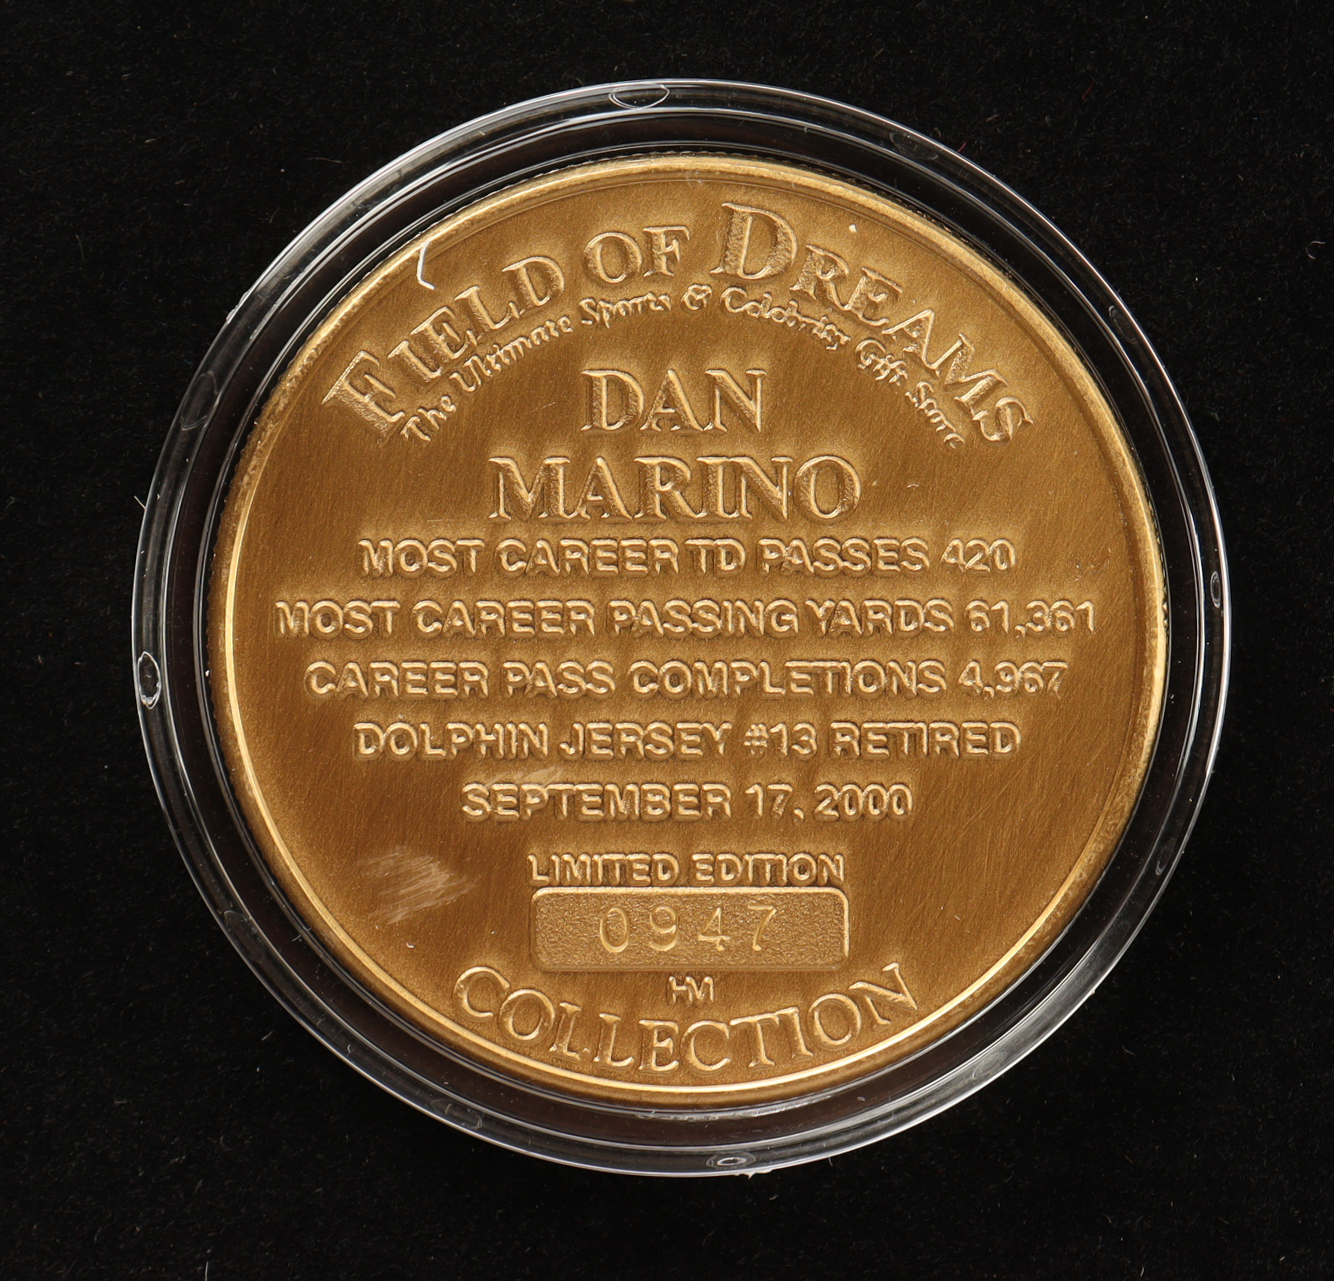 FIELD OF DREAMS
The Ultimate Sports & Celebrity Gift Store
DAN
MARINO
MOST CAREER TD PASSES 420
MOST CAREER PASSING YARDS 61,361
CAREER PASS COMPLETIONS 4,967
DOLPHIN JERSEY #13 RETIRED
SEPTEMBER 17, 2000
LIMITED EDITION
0947
HM
COLLECTION